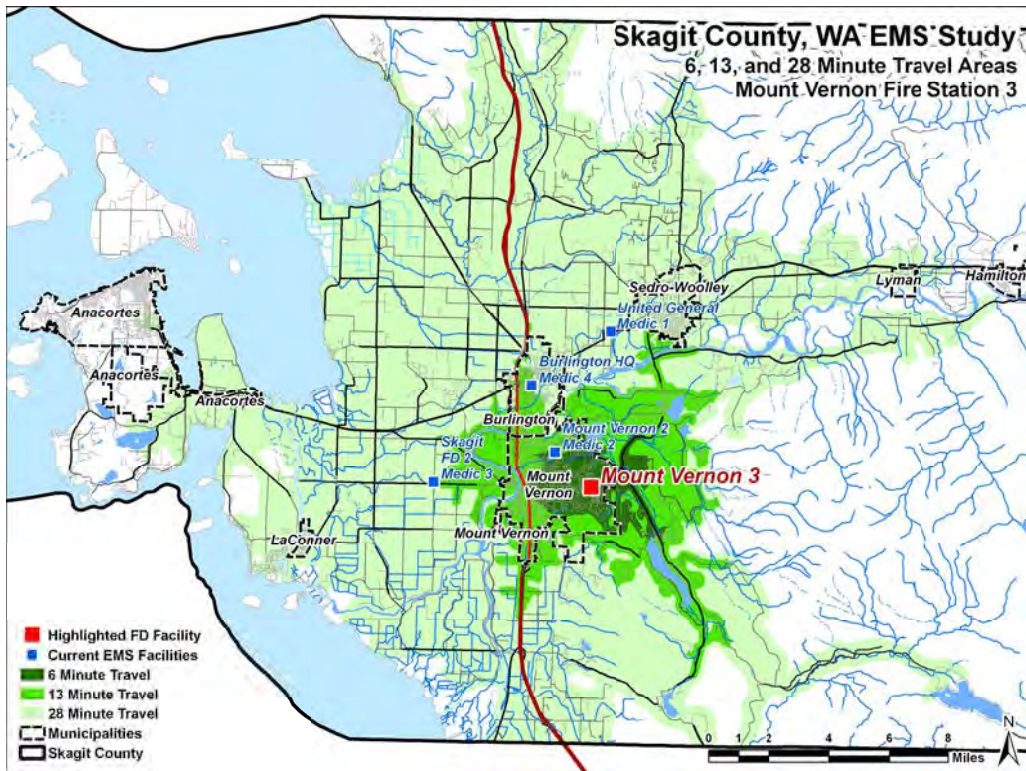 Skagit County, WA EMS Study
6, 13, and 28 Minute Travel Areas
Mount Vernon Fire Station 3
Anacortes
Anacortes
Anacortes
Sedro-Woolley
Lyman
Hamilton
United General
Medic 1
Burlington HQ
Medic 4
Burlington
Mount Vernon 2
Medic 2
Skagit
FD 2
Medic 3
Mount
Vernon
Mount Vernon 3
Mount Vernon
LaConner
Highlighted FD Facility
Current EMS Facilities
6 Minute Travel
13 Minute Travel
28 Minute Travel
Municipalities
Skagit County
N
0 1 2 4 6 8
Miles